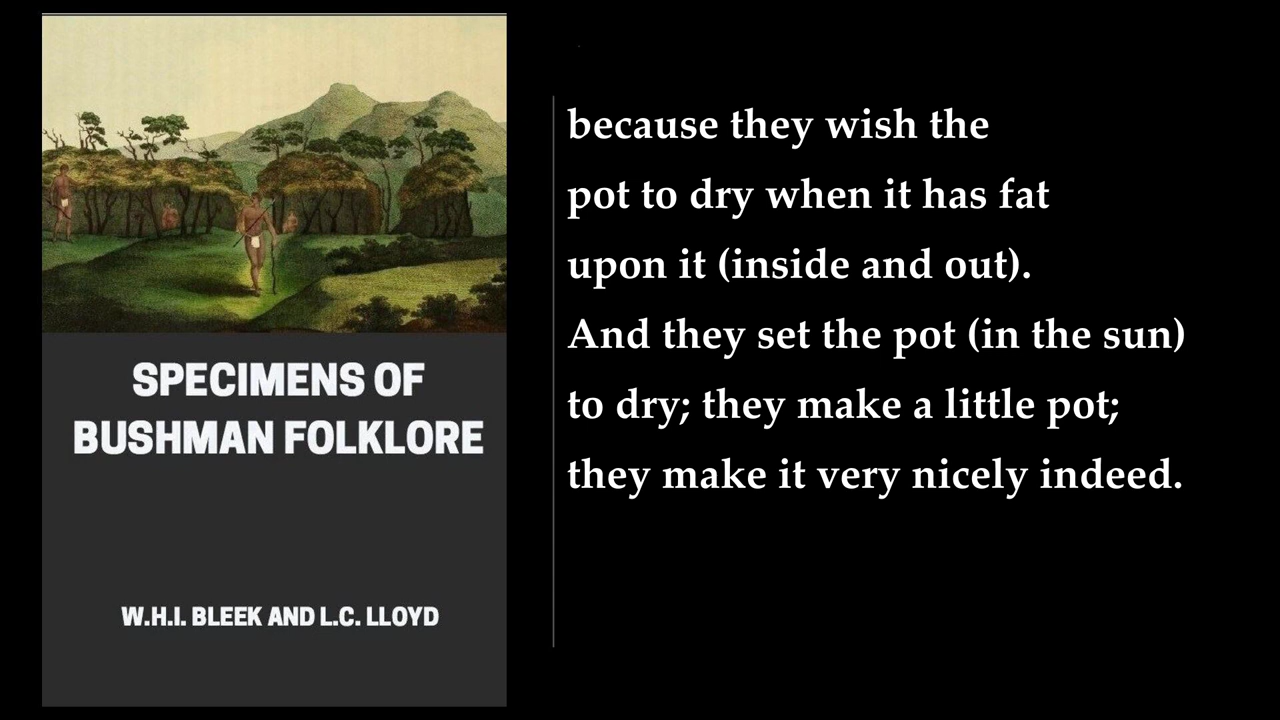 SPECIMENS OF
BUSHMAN FOLKLORE
W.H.I. BLEEK AND L.C. LLOYD
because they wish the
pot to dry when it has fat
upon it (inside and out).
And they set the pot (in the sun)
to dry; they make a little pot;
they make it very nicely indeed.